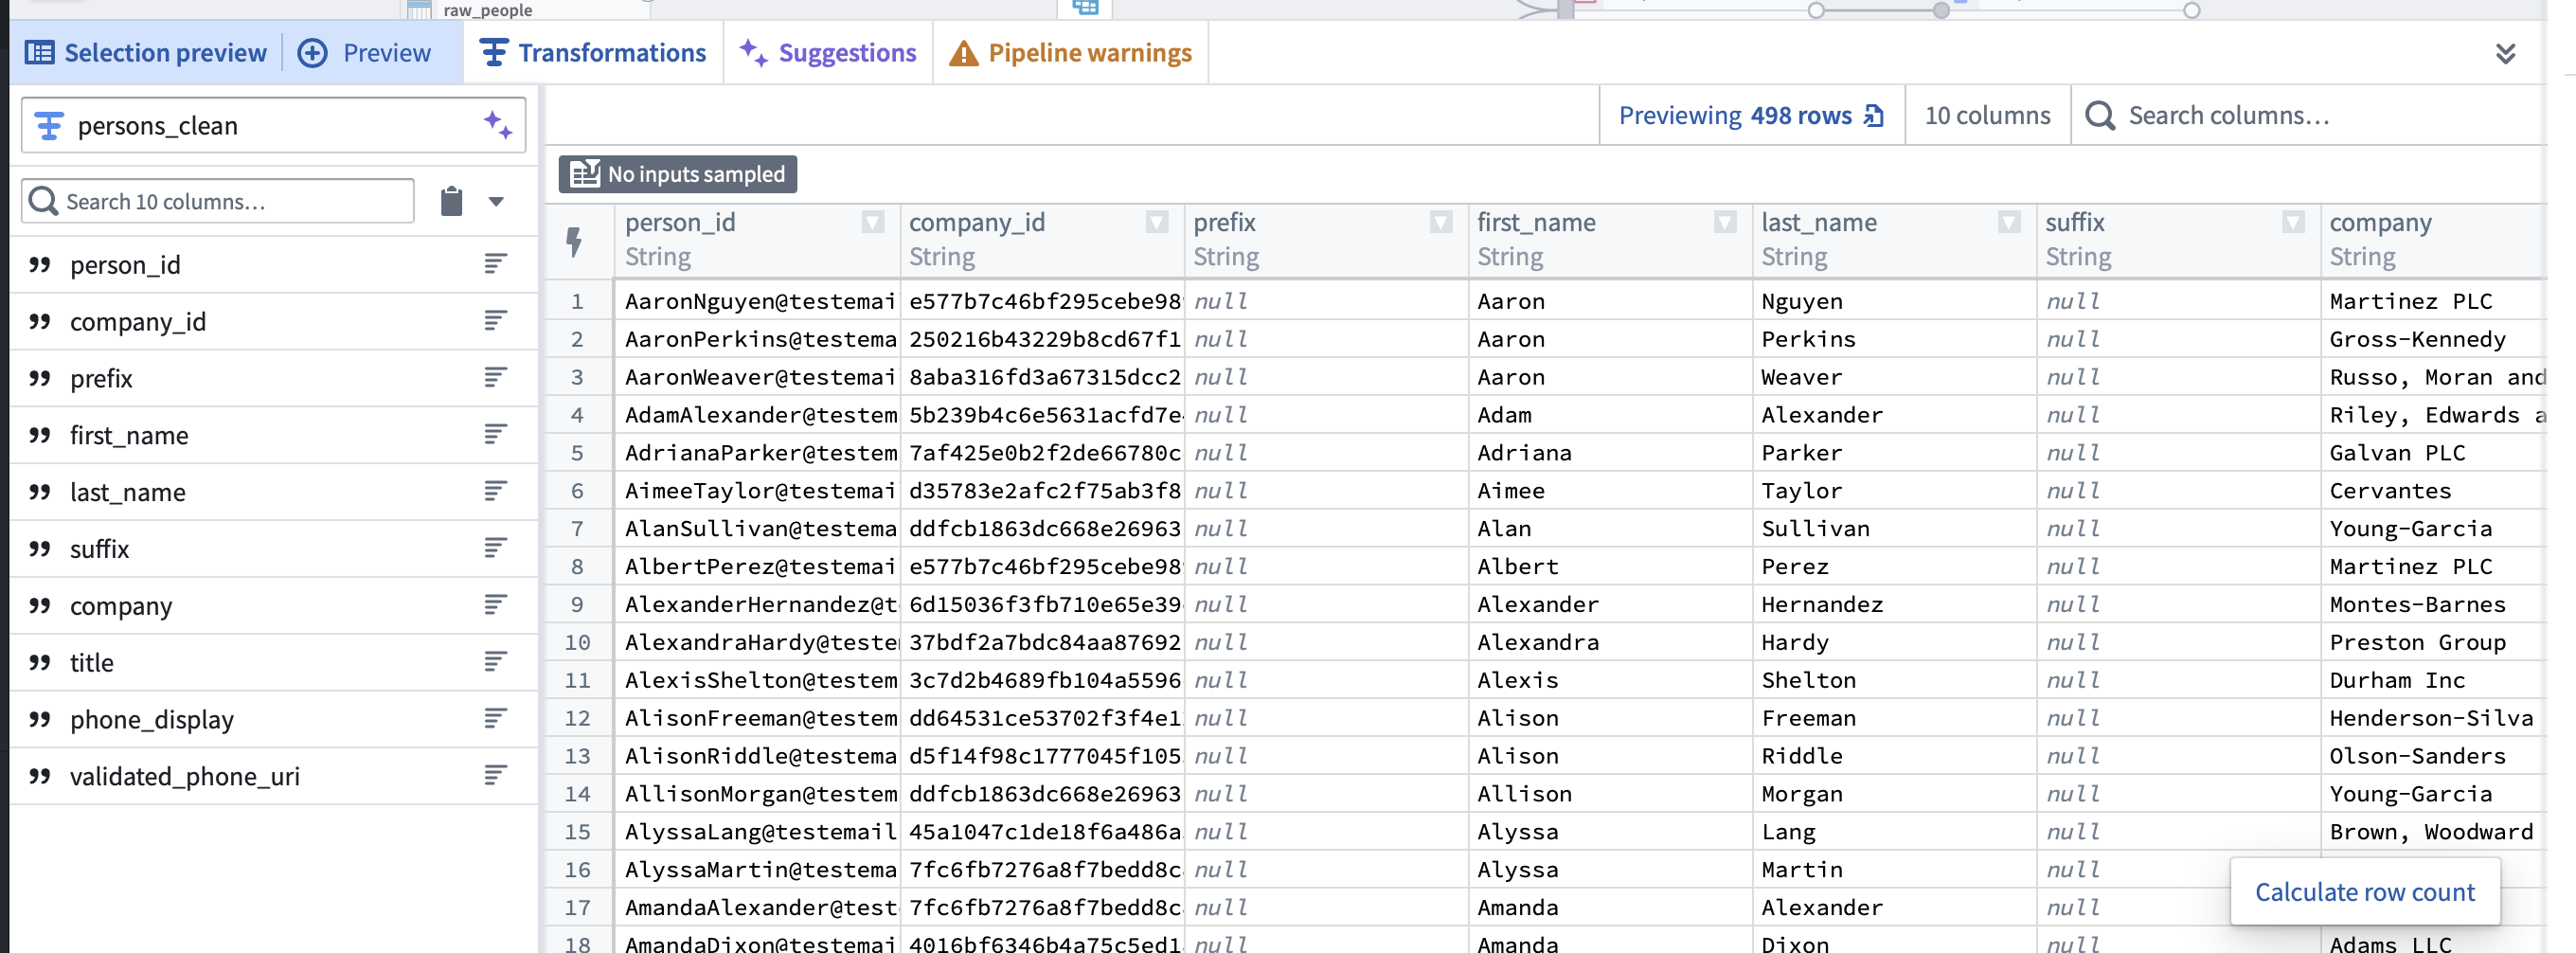 raw_people
Selection preview Preview Transformations Suggestions Pipeline warnings
persons_clean
Previewing 498 rows 10 columns Search columns...
No inputs sampled
Search 10 columns...
person_id company_id prefix first_name last_name suffix company
String String String String String String String
person_id
company_id
prefix
first_name
last_name
suffix
company
title
phone_display
validated_phone_uri
1 AaronNguyen@testemai e577b7c46bf295cebe98 null Aaron Nguyen null Martinez PLC
2 AaronPerkins@testema 250216b43229b8cd67f1 null Aaron Perkins null Gross-Kennedy
3 AaronWeaver@testemai 8aba316fd3a67315dcc2 null Aaron Weaver null Russo, Moran and
4 AdamAlexander@testem 5b239b4c6e5631acfd7e null Adam Alexander null Riley, Edwards a
5 AdrianaParker@testem 7af425e0b2f2de66780c null Adriana Parker null Galvan PLC
6 AimeeTaylor@testemai d35783e2afc2f75ab3f8 null Aimee Taylor null Cervantes
7 AlanSullivan@testema ddfcb1863dc668e26963 null Alan Sullivan null Young-Garcia
8 AlbertPerez@testemai e577b7c46bf295cebe98 null Albert Perez null Martinez PLC
9 AlexanderHernandez@t 6d15036f3fb710e65e39 null Alexander Hernandez null Montes-Barnes
10 AlexandraHardy@teste 37bdf2a7bdc84aa87692 null Alexandra Hardy null Preston Group
11 AlexisShelton@testem 3c7d2b4689fb104a5596 null Alexis Shelton null Durham Inc
12 AlisonFreeman@testem dd64531ce53702f3f4e1 null Alison Freeman null Henderson-Silva
13 AlisonRiddle@testema d5f14f98c1777045f105 null Alison Riddle null Olson-Sanders
14 AllisonMorgan@testem ddfcb1863dc668e26963 null Allison Morgan null Young-Garcia
15 AlyssaLang@testemail 45a1047c1de18f6a486a null Alyssa Lang null Brown, Woodward
16 AlyssaMartin@testema 7fc6fb7276a8f7bedd8c null Alyssa Martin null
17 AmandaAlexander@test 7fc6fb7276a8f7bedd8c null Amanda Alexander null
Calculate row count
18 AmandaDixon@testemai 4016bf6346b4a75c5ed1 null Amanda Dixon null Adams LLC